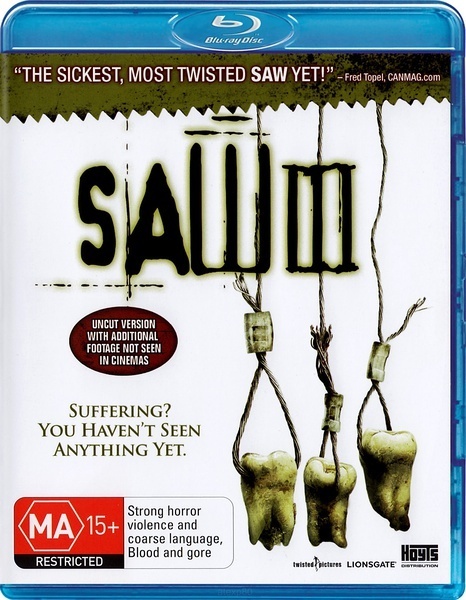 Blu-ray Disc
“THE SICKEST, MOST TWISTED SAW YET!” – Fred Topel, CANMAG.com
SAW III
UNCUT VERSION
WITH ADDITIONAL
FOOTAGE NOT SEEN
IN CINEMAS
SUFFERING?
YOU HAVEN'T SEEN
ANYTHING YET.
MA 15+
RESTRICTED
Strong horror
violence and
coarse language,
Blood and gore
twisted pictures
LIONSGATE
HOYTS
DISTRIBUTION